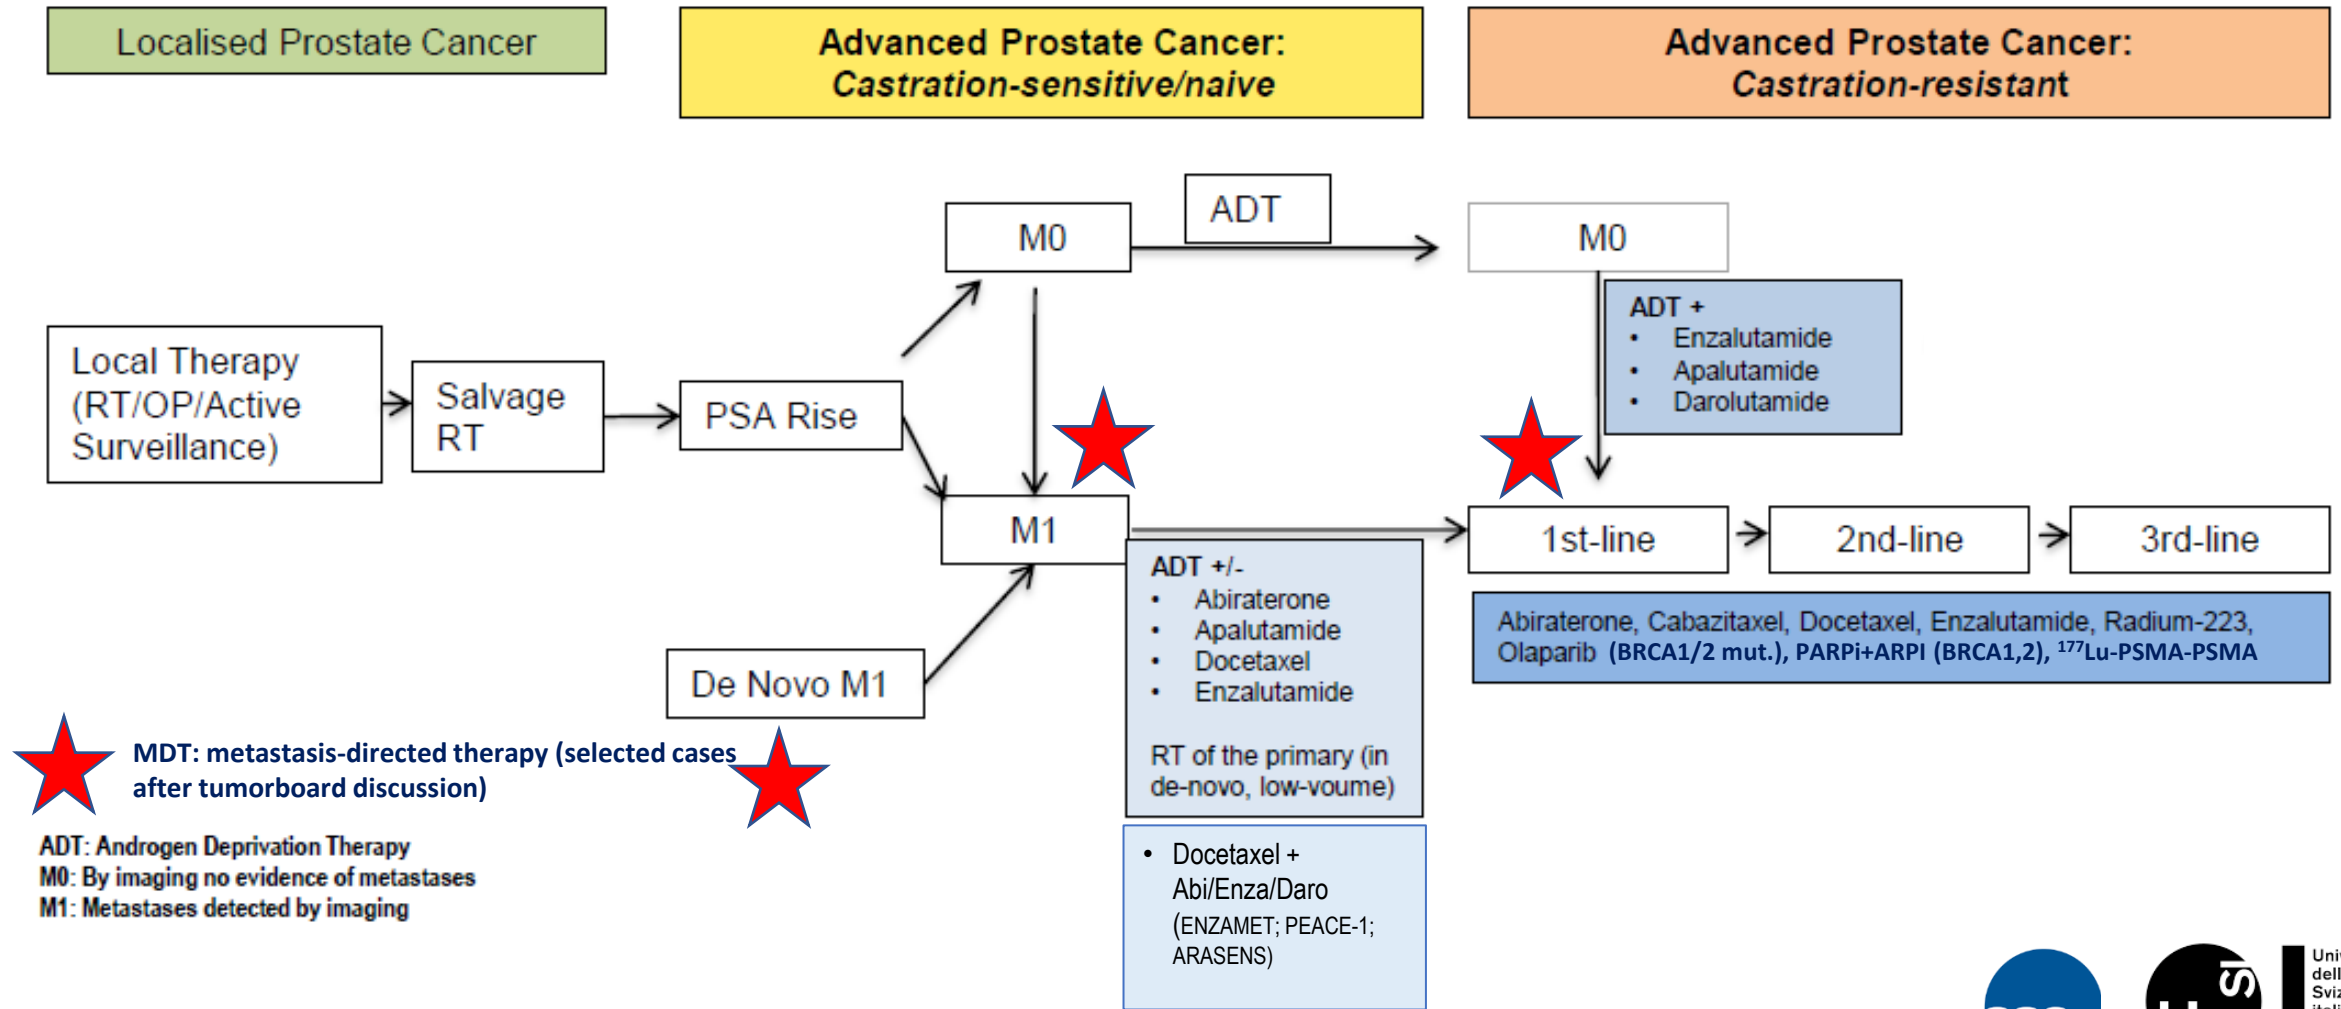 Localised Prostate Cancer
Advanced Prostate Cancer:
Castration-sensitive/naive
Advanced Prostate Cancer:
Castration-resistant
M0
ADT
M0
ADT +
• Enzalutamide
• Apalutamide
• Darolutamide
Local Therapy
(RT/OP/Active
Surveillance)
Salvage
RT
PSA Rise
M1
1st-line
2nd-line
3rd-line
De Novo M1
ADT +/-
• Abiraterone
• Apalutamide
• Docetaxel
• Enzalutamide
RT of the primary (in
de-novo, low-voume)
Abiraterone, Cabazitaxel, Docetaxel, Enzalutamide, Radium-223,
Olaparib (BRCA1/2 mut.), PARPi+ARPI (BRCA1,2), ¹⁷⁷Lu-PSMA-PSMA
• Docetaxel +
Abi/Enza/Daro
(ENZAMET; PEACE-1;
ARASENS)
MDT: metastasis-directed therapy (selected cases
after tumorboard discussion)
ADT: Androgen Deprivation Therapy
M0: By imaging no evidence of metastases
M1: Metastases detected by imaging
SI